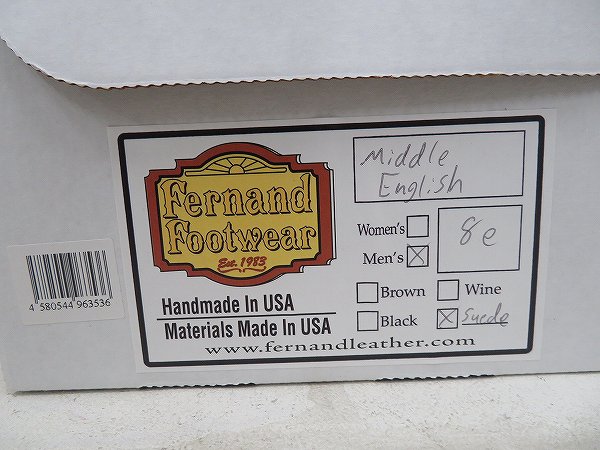 Fernand
Footwear
Est. 1983
Handmade In USA
Materials Made In USA
www.fernandleather.com
Middle
English
Women's
Men's
8e
Brown
Wine
Black
Suede
4 580544 963536